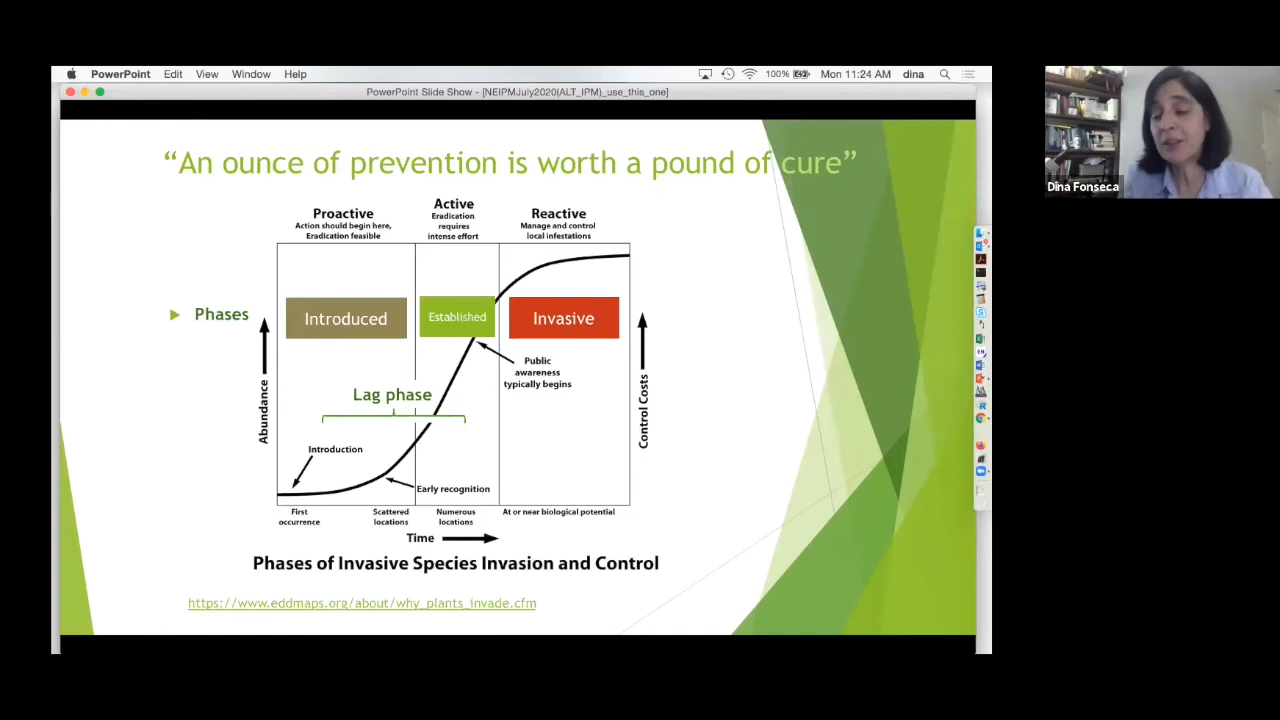 PowerPoint Edit View Window Help
100% Mon 11:24 AM dina
PowerPoint Slide Show - [NEIPMJuly2020(ALT_IPM)_use_this_one]
“An ounce of prevention is worth a pound of cure”
Proactive
Action should begin here,
Eradication feasible
Active
Eradication
requires
intense effort
Reactive
Manage and control
local infestations
Phases
Introduced
Established
Invasive
Public
awareness
typically begins
Lag phase
Abundance
Control Costs
Introduction
Early recognition
First
occurrence
Scattered
locations
Numerous
locations
At or near biological potential
Time
Phases of Invasive Species Invasion and Control
https://www.eddmaps.org/about/why_plants_invade.cfm
Dina Fonseca